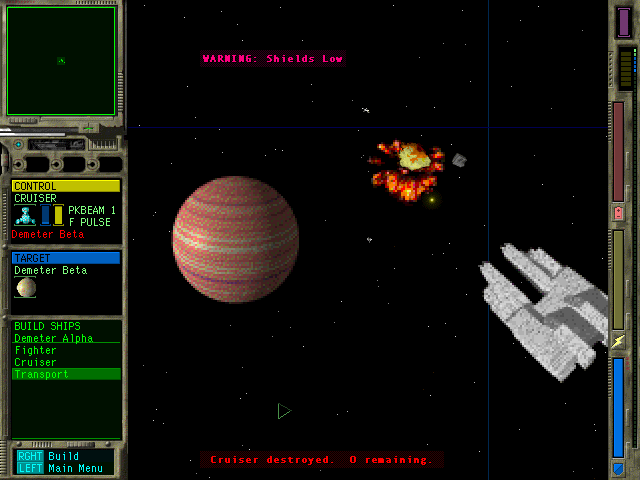 WARNING: Shields Low
CONTROL
CRUISER
PKBEAM 1
F PULSE
Demeter Beta
TARGET
Demeter Beta
BUILD SHIPS
Demeter Alpha
Fighter
Cruiser
Transport
RGHT Build
LEFT Main Menu
Cruiser destroyed.  0 remaining.